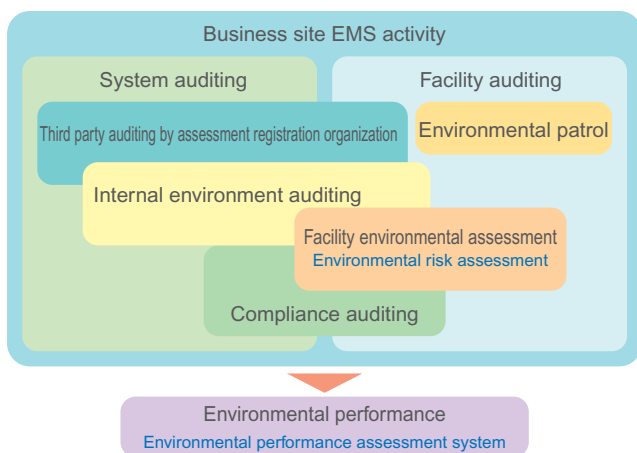 Business site EMS activity
System auditing
Facility auditing
Third party auditing by assessment registration organization
Environmental patrol
Internal environment auditing
Facility environmental assessment
Environmental risk assessment
Compliance auditing
Environmental performance
Environmental performance assessment system